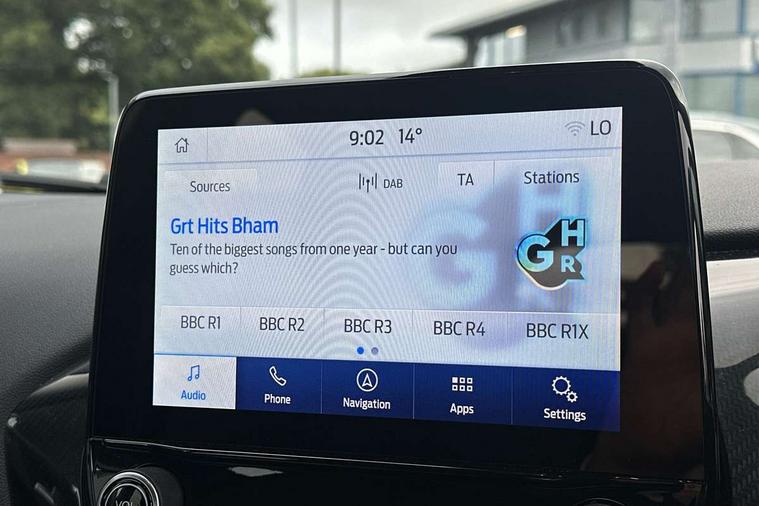 9:02 14° LO
Sources DAB TA Stations
Grt Hits Bham
Ten of the biggest songs from one year - but can you
guess which?
GHR
BBC R1 BBC R2 BBC R3 BBC R4 BBC R1X
Audio Phone Navigation Apps Settings
VOL